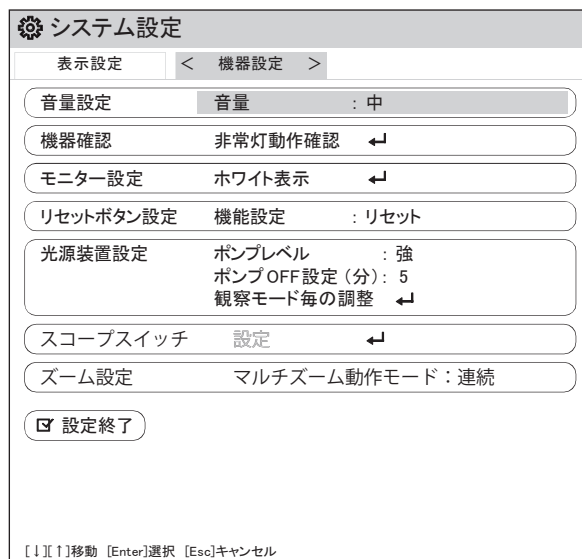 システム設定
表示設定 < 機器設定 >
音量設定 音量 : 中
機器確認 非常灯動作確認 ↵
モニター設定 ホワイト表示 ↵
リセットボタン設定 機能設定 : リセット
光源装置設定 ポンプレベル : 強
ポンプOFF設定(分): 5
観察モード毎の調整 ↵
スコープスイッチ 設定 ↵
ズーム設定 マルチズーム動作モード:連続
設定終了
[↓][↑]移動 [Enter]選択 [Esc]キャンセル